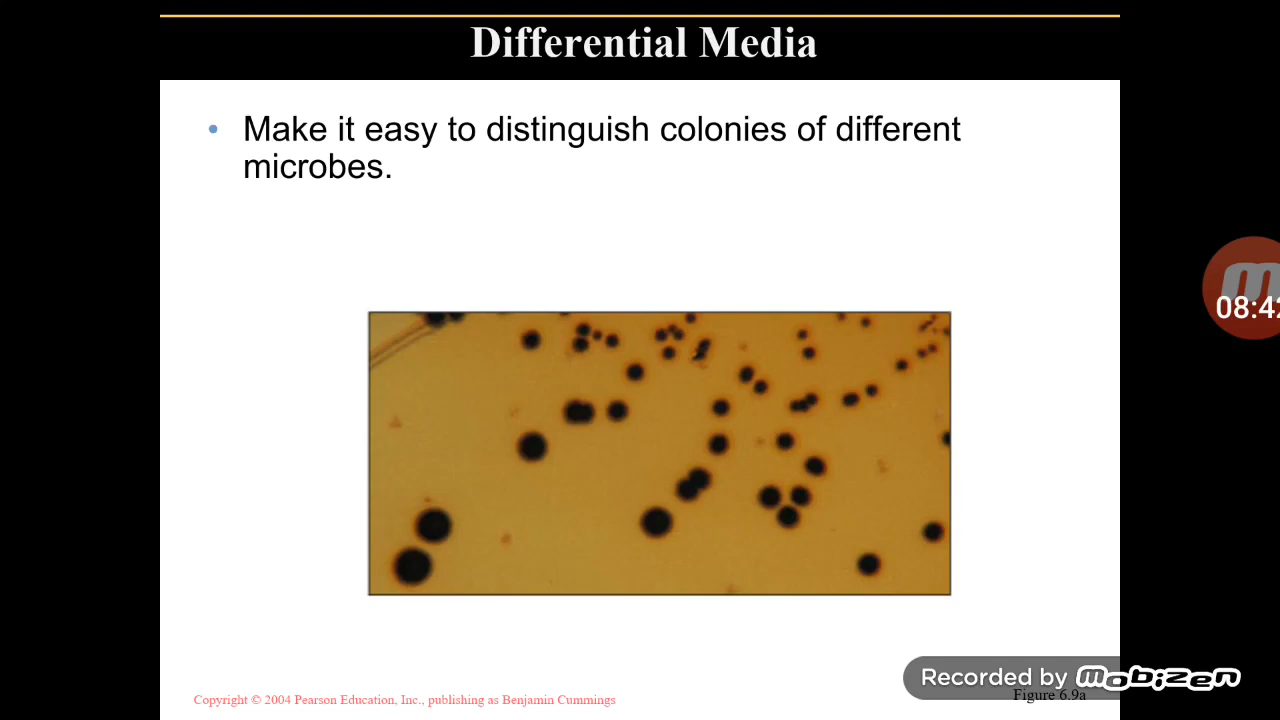 Differential Media
• Make it easy to distinguish colonies of different
microbes.
08:42
Recorded by mobizen
Figure 6.9a
Copyright © 2004 Pearson Education, Inc., publishing as Benjamin Cummings